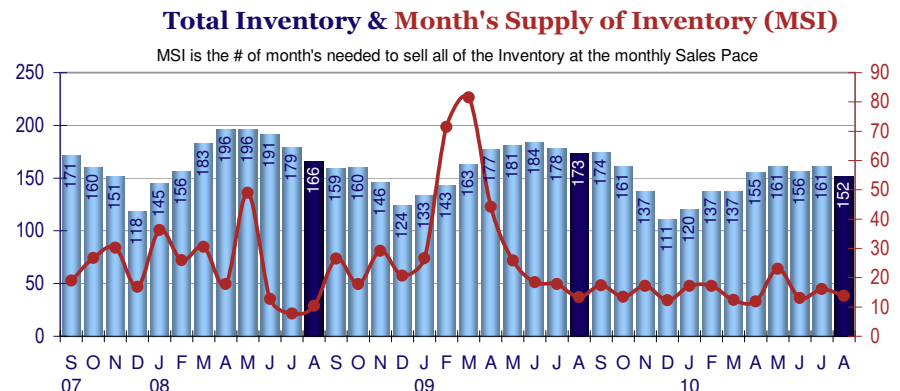 Total Inventory & Month's Supply of Inventory (MSI)
MSI is the # of month's needed to sell all of the Inventory at the monthly Sales Pace
250 90
80
200 70
60
150 50
40
100 30
50 20
10
0 0
171 160 151 118 145 156 183 196 196 191 179 166 159 160 146 124 133 143 163 177 181 184 178 173 174 161 137 111 120 137 137 155 161 156 161 152
S O N D J F M A M J J A S O N D J F M A M J J A S O N D J F M A M J J A
07 08 09 10